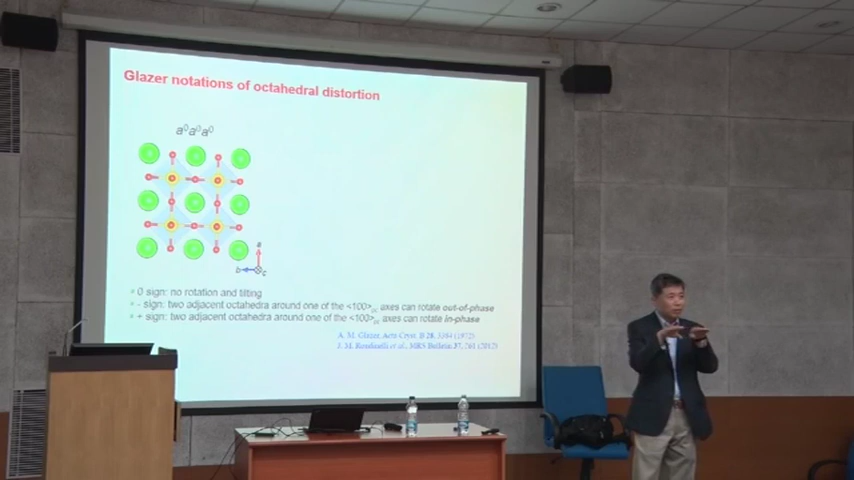 Glazer notations of octahedral distortion
a⁰a⁰a⁰
a
b c
0 sign: no rotation and tilting
- sign: two adjacent octahedra around one of the <100>pc axes can rotate out-of-phase
+ sign: two adjacent octahedra around one of the <100>pc axes can rotate in-phase
A. M. Glazer, Acta Cryst. B 28, 3384 (1972)
J. M. Rondinelli et al., MRS Bulletin 37, 261 (2012)